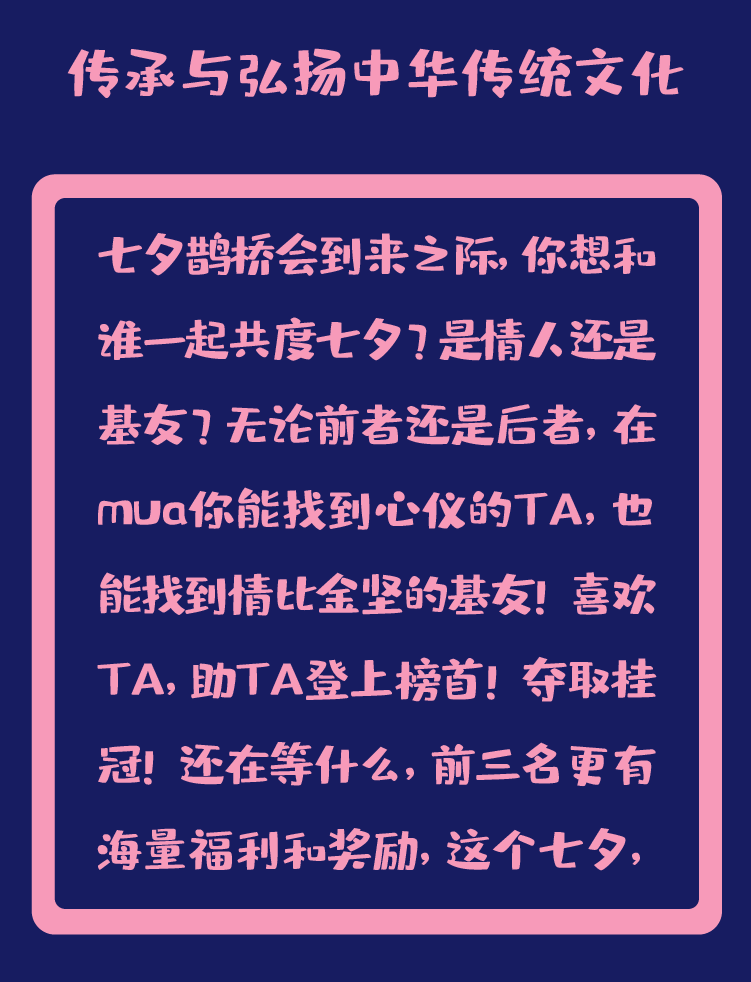 传承与弘扬中华传统文化
七夕鹊桥会到来之际，你想和
谁一起共度七夕？是情人还是
基友？无论前者还是后者，在
mua你能找到心仪的TA，也
能找到情比金坚的基友！喜欢
TA，助TA登上榜首！夺取挂
冠！还在等什么，前三名更有
海量福利和奖励，这个七夕，